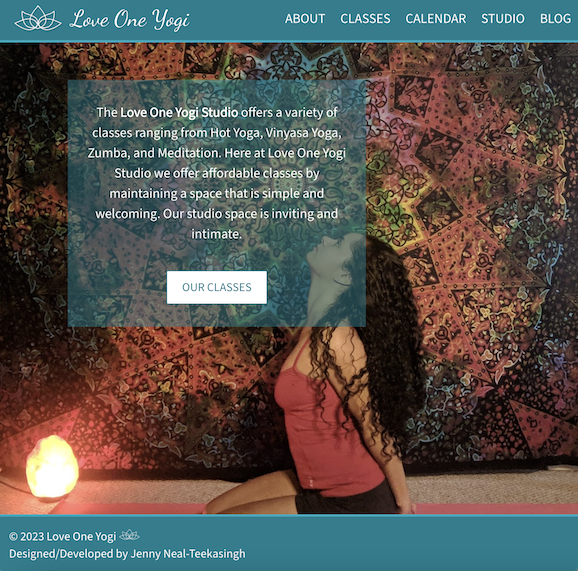 Love One Yogi
ABOUT CLASSES CALENDAR STUDIO BLOG
The Love One Yogi Studio offers a variety of
classes ranging from Hot Yoga, Vinyasa Yoga,
Zumba, and Meditation. Here at Love One Yogi
Studio we offer affordable classes by
maintaining a space that is simple and
welcoming. Our studio space is inviting and
intimate.
OUR CLASSES
© 2023 Love One Yogi
Designed/Developed by Jenny Neal-Teekasingh